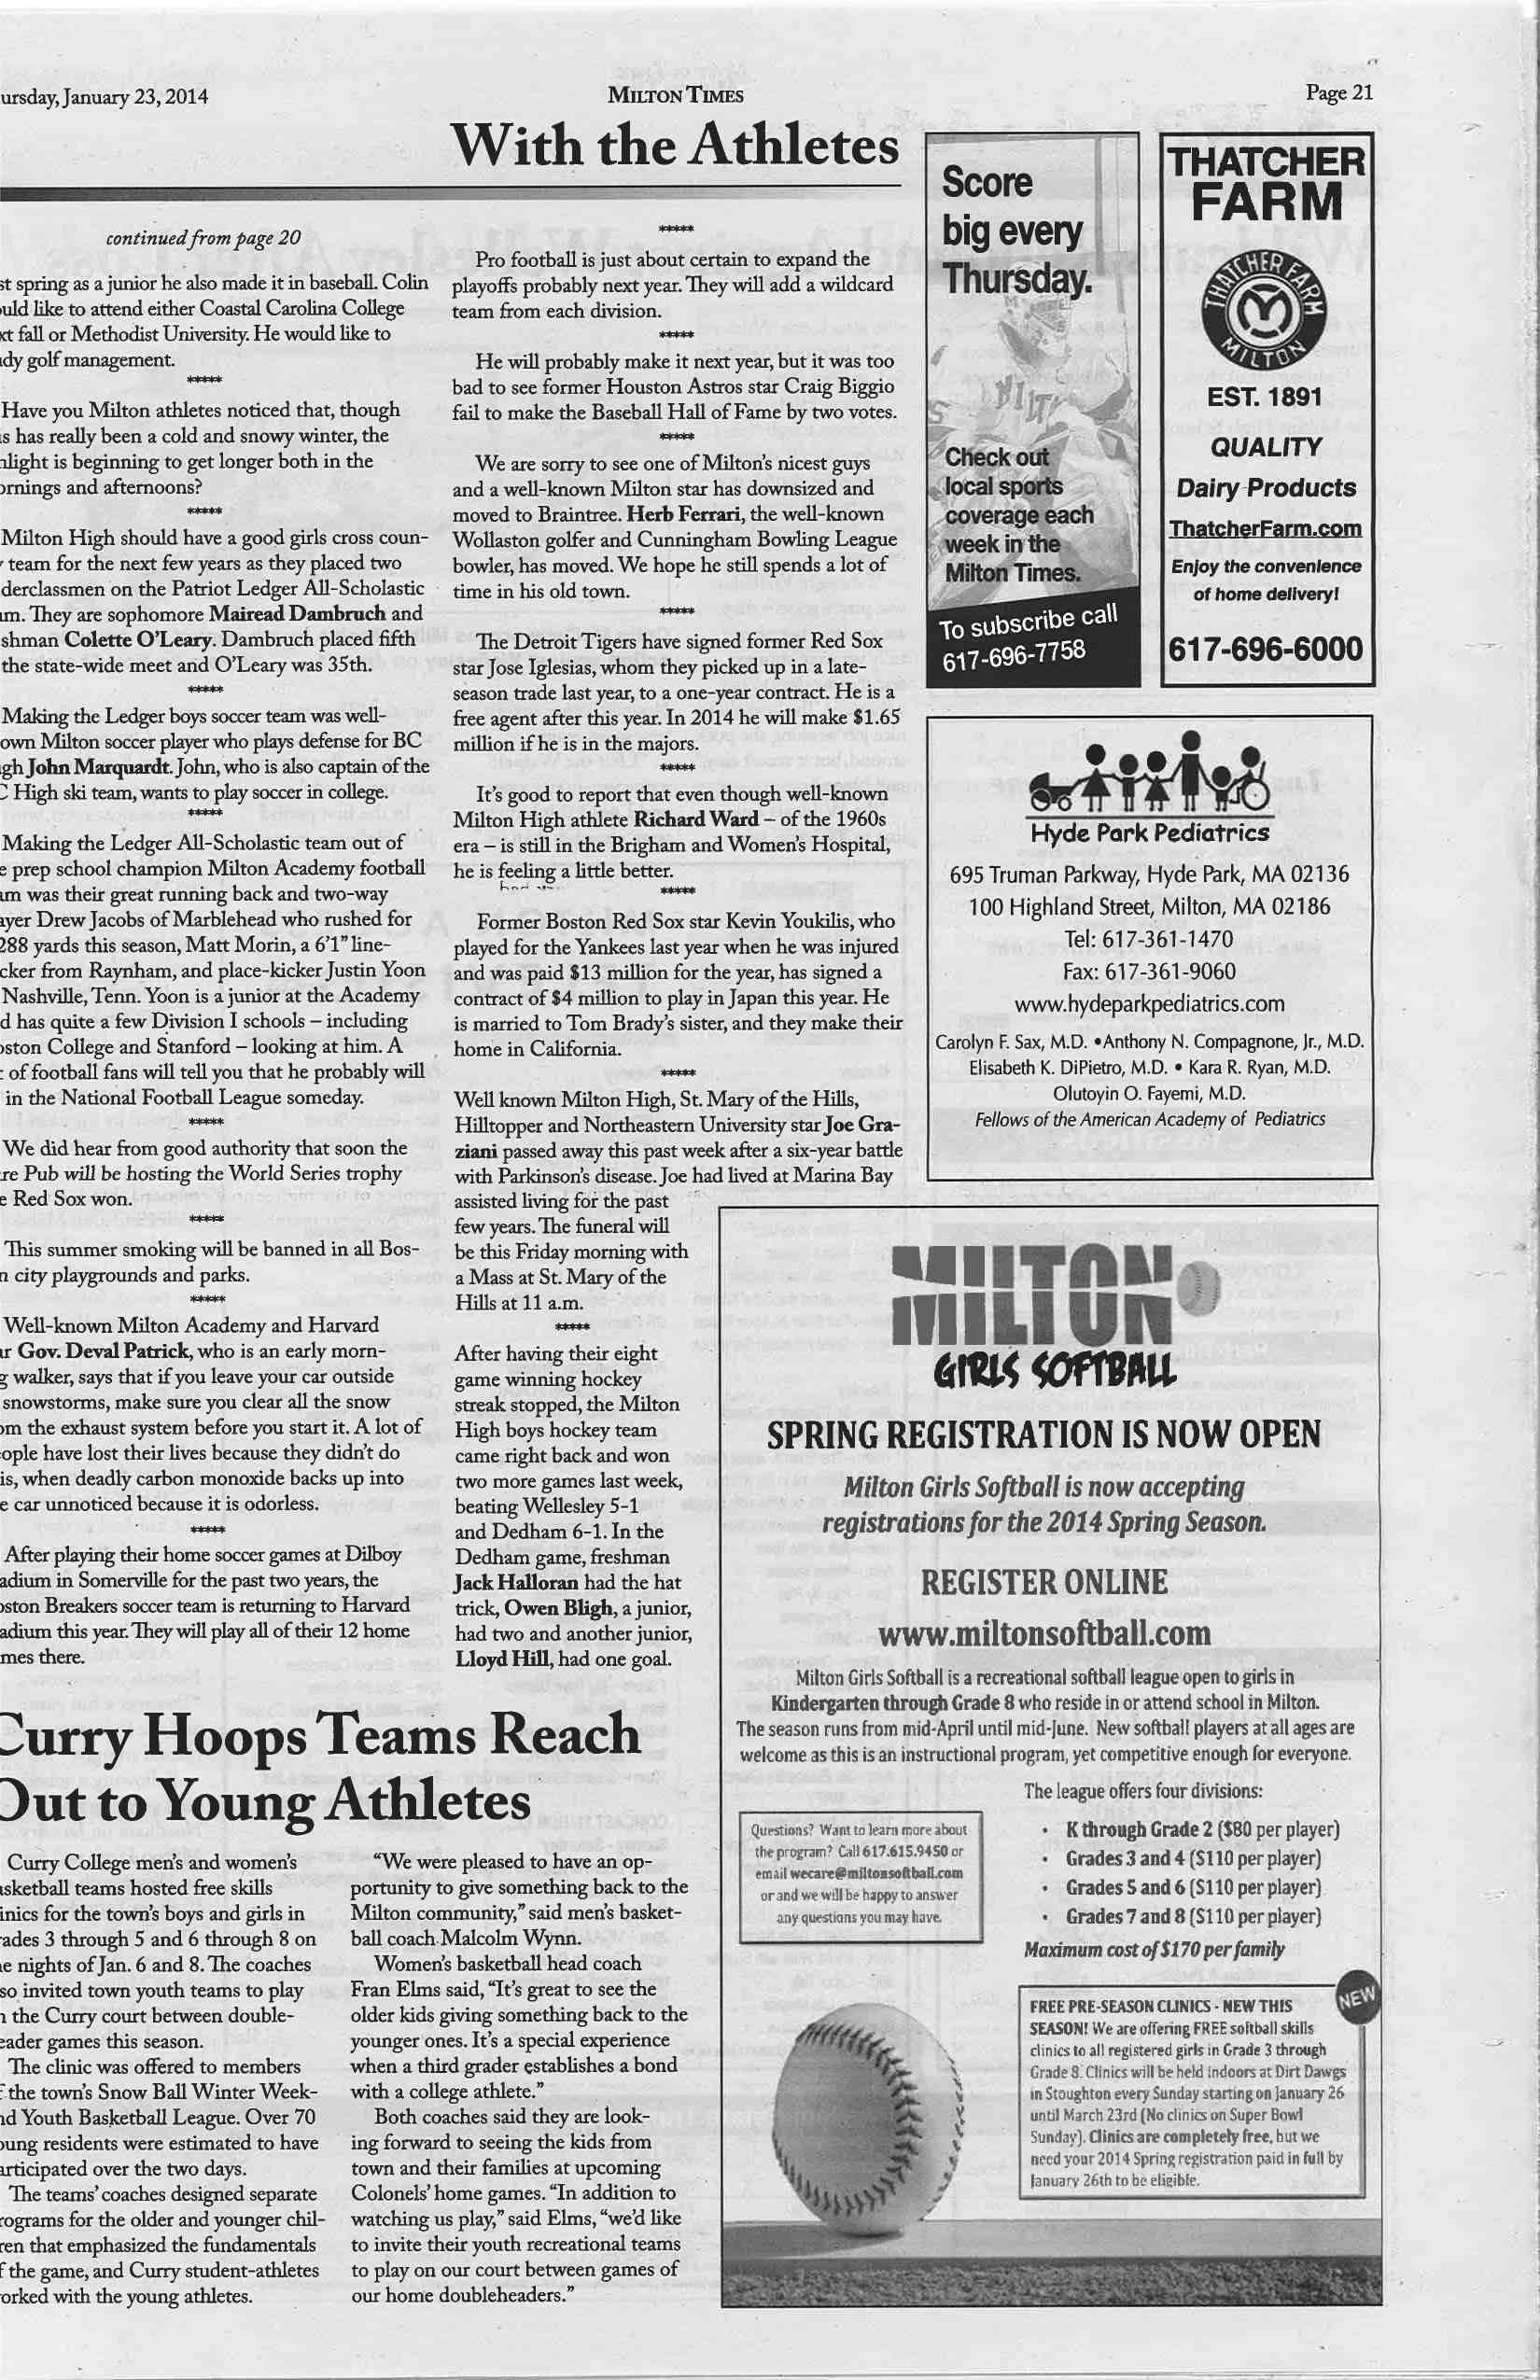 ursday, January 23, 2014
MILTON TIMES
Page 21
With the Athletes
continued from page 20
st spring as a junior he also made it in baseball. Colin
ould like to attend either Coastal Carolina College
xt fall or Methodist University. He would like to
dy golf management.
*****
Have you Milton athletes noticed that, though
s has really been a cold and snowy winter, the
nlight is beginning to get longer both in the
ornings and afternoons?
*****
Milton High should have a good girls cross coun-
team for the next few years as they placed two
derclassmen on the Patriot Ledger All-Scholastic
m. They are sophomore Mairead Dambruch and
shman Colette O'Leary. Dambruch placed fifth
the state-wide meet and O'Leary was 35th.
*****
Making the Ledger boys soccer team was well-
own Milton soccer player who plays defense for BC
gh John Marquardt. John, who is also captain of the
C High ski team, wants to play soccer in college.
*****
Making the Ledger All-Scholastic team out of
e prep school champion Milton Academy football
am was their great running back and two-way
ayer Drew Jacobs of Marblehead who rushed for
288 yards this season, Matt Morin, a 6'1" line-
cker from Raynham, and place-kicker Justin Yoon
Nashville, Tenn. Yoon is a junior at the Academy
d has quite a few Division I schools – including
oston College and Stanford – looking at him. A
t of football fans will tell you that he probably will
in the National Football League someday.
*****
We did hear from good authority that soon the
re Pub will be hosting the World Series trophy
e Red Sox won.
*****
This summer smoking will be banned in all Bos-
n city playgrounds and parks.
*****
Well-known Milton Academy and Harvard
ar Gov. Deval Patrick, who is an early morn-
g walker, says that if you leave your car outside
snowstorms, make sure you clear all the snow
om the exhaust system before you start it. A lot of
eople have lost their lives because they didn't do
is, when deadly carbon monoxide backs up into
e car unnoticed because it is odorless.
*****
After playing their home soccer games at Dilboy
adium in Somerville for the past two years, the
oston Breakers soccer team is returning to Harvard
adium this year. They will play all of their 12 home
mes there.
*****
Pro football is just about certain to expand the
playoffs probably next year. They will add a wildcard
team from each division.
*****
He will probably make it next year, but it was too
bad to see former Houston Astros star Craig Biggio
fail to make the Baseball Hall of Fame by two votes.
*****
We are sorry to see one of Milton's nicest guys
and a well-known Milton star has downsized and
moved to Braintree. Herb Ferrari, the well-known
Wollaston golfer and Cunningham Bowling League
bowler, has moved. We hope he still spends a lot of
time in his old town.
*****
The Detroit Tigers have signed former Red Sox
star Jose Iglesias, whom they picked up in a late-
season trade last year, to a one-year contract. He is a
free agent after this year. In 2014 he will make $1.65
million if he is in the majors.
*****
It's good to report that even though well-known
Milton High athlete Richard Ward – of the 1960s
era – is still in the Brigham and Women's Hospital,
he is feeling a little better.
*****
Former Boston Red Sox star Kevin Youkilis, who
played for the Yankees last year when he was injured
and was paid $13 million for the year, has signed a
contract of $4 million to play in Japan this year. He
is married to Tom Brady's sister, and they make their
home in California.
*****
Well known Milton High, St. Mary of the Hills,
Hilltopper and Northeastern University star Joe Gra-
ziani passed away this past week after a six-year battle
with Parkinson's disease. Joe had lived at Marina Bay
assisted living for the past
few years. The funeral will
be this Friday morning with
a Mass at St. Mary of the
Hills at 11 a.m.
*****
After having their eight
game winning hockey
streak stopped, the Milton
High boys hockey team
came right back and won
two more games last week,
beating Wellesley 5-1
and Dedham 6-1. In the
Dedham game, freshman
Jack Halloran had the hat
trick, Owen Bligh, a junior,
had two and another junior,
Lloyd Hill, had one goal.
Curry Hoops Teams Reach
Out to Young Athletes
Curry College men's and women's
asketball teams hosted free skills
inics for the town's boys and girls in
rades 3 through 5 and 6 through 8 on
e nights of Jan. 6 and 8. The coaches
so invited town youth teams to play
n the Curry court between double-
eader games this season.
The clinic was offered to members
f the town's Snow Ball Winter Week-
nd Youth Basketball League. Over 70
oung residents were estimated to have
articipated over the two days.
The teams' coaches designed separate
rograms for the older and younger chil-
ren that emphasized the fundamentals
f the game, and Curry student-athletes
orked with the young athletes.
"We were pleased to have an op-
portunity to give something back to the
Milton community," said men's basket-
ball coach Malcolm Wynn.
Women's basketball head coach
Fran Elms said, "It's great to see the
older kids giving something back to the
younger ones. It's a special experience
when a third grader establishes a bond
with a college athlete."
Both coaches said they are look-
ing forward to seeing the kids from
town and their families at upcoming
Colonels' home games. "In addition to
watching us play," said Elms, "we'd like
to invite their youth recreational teams
to play on our court between games of
our home doubleheaders."
Score
big every
Thursday.
Check out
local sports
coverage each
week in the
Milton Times.
To subscribe call
617-696-7758
THATCHER
FARM
THATCHER FARM
MILTON
EST. 1891
QUALITY
Dairy Products
ThatcherFarm.com
Enjoy the convenience
of home delivery!
617-696-6000
Hyde Park Pediatrics
695 Truman Parkway, Hyde Park, MA 02136
100 Highland Street, Milton, MA 02186
Tel: 617-361-1470
Fax: 617-361-9060
www.hydeparkpediatrics.com
Carolyn F. Sax, M.D. •Anthony N. Compagnone, Jr., M.D.
Elisabeth K. DiPietro, M.D. • Kara R. Ryan, M.D.
Olutoyin O. Fayemi, M.D.
Fellows of the American Academy of Pediatrics
MILTON
GIRLS SOFTBALL
SPRING REGISTRATION IS NOW OPEN
Milton Girls Softball is now accepting
registrations for the 2014 Spring Season.
REGISTER ONLINE
www.miltonsoftball.com
Milton Girls Softball is a recreational softball league open to girls in
Kindergarten through Grade 8 who reside in or attend school in Milton.
The season runs from mid-April until mid-June. New softball players at all ages are
welcome as this is an instructional program, yet competitive enough for everyone.
The league offers four divisions:
• K through Grade 2 ($80 per player)
• Grades 3 and 4 ($110 per player)
• Grades 5 and 6 ($110 per player)
• Grades 7 and 8 ($110 per player)
Maximum cost of $170 per family
Questions? Want to learn more about
the program? Call 617.615.9450 or
email wecare@miltonsoftball.com
or and we will be happy to answer
any questions you may have.
NEW
FREE PRE-SEASON CLINICS - NEW THIS
SEASON! We are offering FREE softball skills
clinics to all registered girls in Grade 3 through
Grade 8. Clinics will be held indoors at Dirt Dawgs
in Stoughton every Sunday starting on January 26
until March 23rd (No clinics on Super Bowl
Sunday). Clinics are completely free, but we
need your 2014 Spring registration paid in full by
January 26th to be eligible.